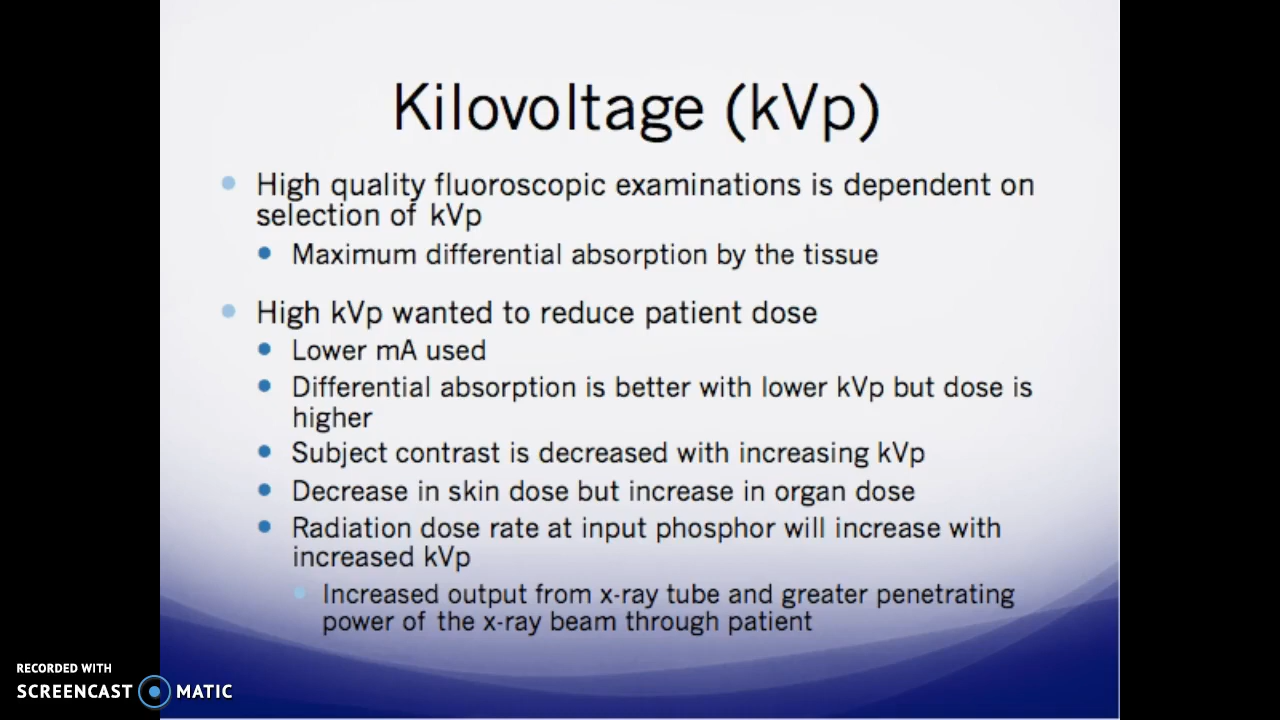 Kilovoltage (kVp)
High quality fluoroscopic examinations is dependent on
selection of kVp
Maximum differential absorption by the tissue
High kVp wanted to reduce patient dose
Lower mA used
Differential absorption is better with lower kVp but dose is
higher
Subject contrast is decreased with increasing kVp
Decrease in skin dose but increase in organ dose
Radiation dose rate at input phosphor will increase with
increased kVp
Increased output from x-ray tube and greater penetrating
power of the x-ray beam through patient
RECORDED WITH
SCREENCAST MATIC